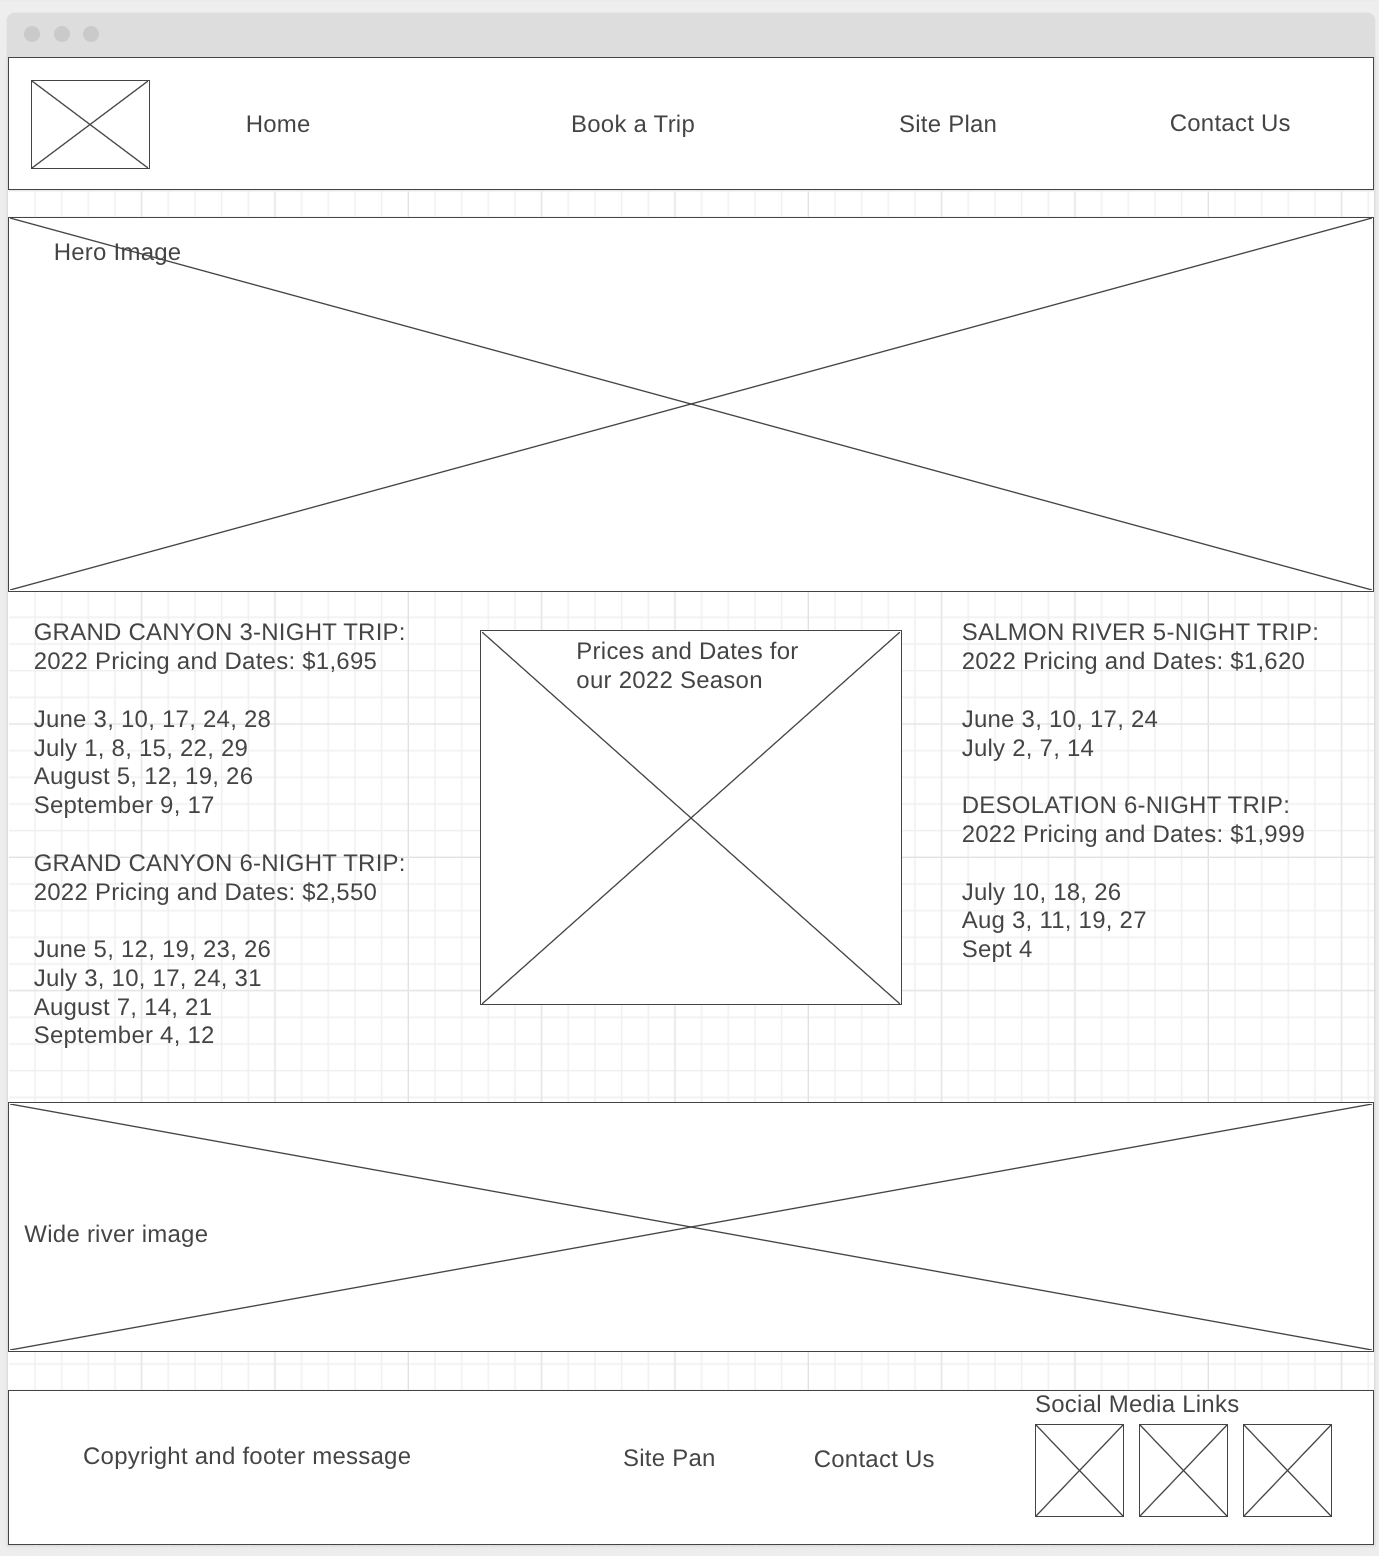 Home
Book a Trip
Site Plan
Contact Us
Hero Image
GRAND CANYON 3-NIGHT TRIP:
2022 Pricing and Dates: $1,695
June 3, 10, 17, 24, 28
July 1, 8, 15, 22, 29
August 5, 12, 19, 26
September 9, 17
GRAND CANYON 6-NIGHT TRIP:
2022 Pricing and Dates: $2,550
June 5, 12, 19, 23, 26
July 3, 10, 17, 24, 31
August 7, 14, 21
September 4, 12
Prices and Dates for
our 2022 Season
SALMON RIVER 5-NIGHT TRIP:
2022 Pricing and Dates: $1,620
June 3, 10, 17, 24
July 2, 7, 14
DESOLATION 6-NIGHT TRIP:
2022 Pricing and Dates: $1,999
July 10, 18, 26
Aug 3, 11, 19, 27
Sept 4
Wide river image
Copyright and footer message
Site Pan
Contact Us
Social Media Links